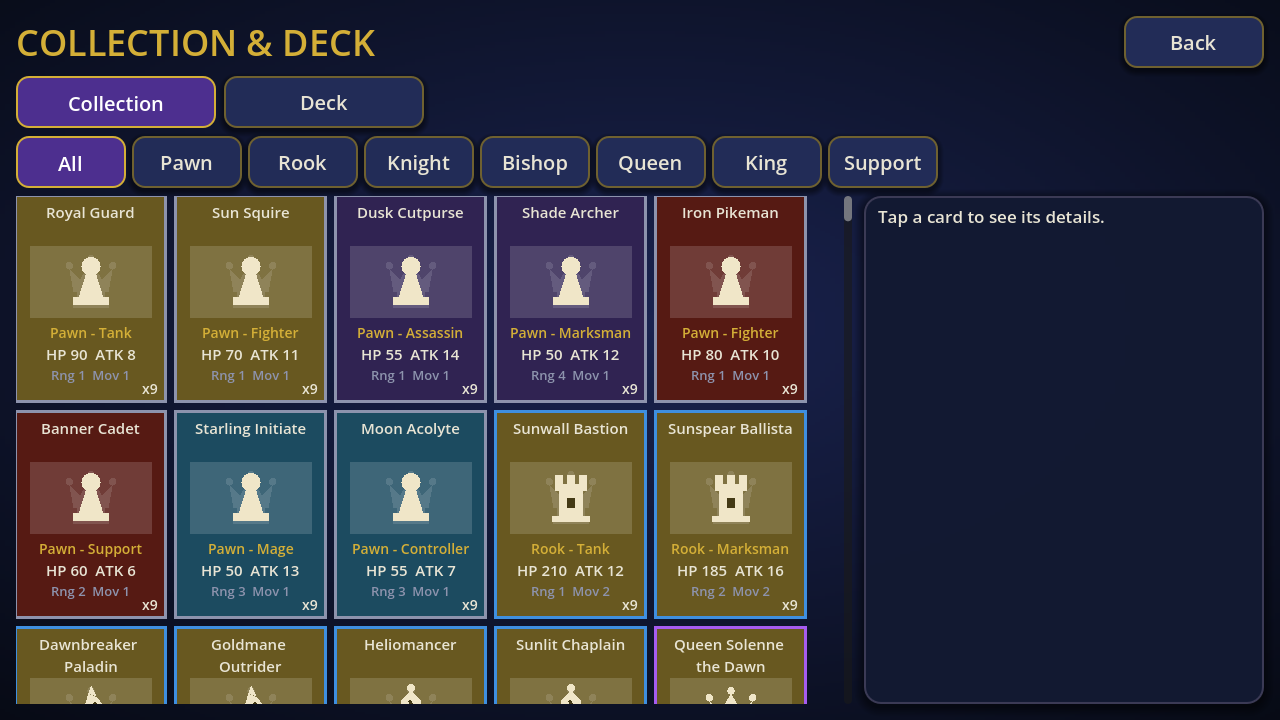 COLLECTION & DECK
Back
Collection
Deck
All
Pawn
Rook
Knight
Bishop
Queen
King
Support
Royal Guard
Pawn - Tank
HP 90 ATK 8
Rng 1 Mov 1
x9
Sun Squire
Pawn - Fighter
HP 70 ATK 11
Rng 1 Mov 1
x9
Dusk Cutpurse
Pawn - Assassin
HP 55 ATK 14
Rng 1 Mov 1
x9
Shade Archer
Pawn - Marksman
HP 50 ATK 12
Rng 4 Mov 1
x9
Iron Pikeman
Pawn - Fighter
HP 80 ATK 10
Rng 1 Mov 1
x9
Tap a card to see its details.
Banner Cadet
Pawn - Support
HP 60 ATK 6
Rng 2 Mov 1
x9
Starling Initiate
Pawn - Mage
HP 50 ATK 13
Rng 3 Mov 1
x9
Moon Acolyte
Pawn - Controller
HP 55 ATK 7
Rng 3 Mov 1
x9
Sunwall Bastion
Rook - Tank
HP 210 ATK 12
Rng 1 Mov 2
x9
Sunspear Ballista
Rook - Marksman
HP 185 ATK 16
Rng 2 Mov 2
x9
Dawnbreaker
Paladin
Goldmane
Outrider
Heliomancer
Sunlit Chaplain
Queen Solenne
the Dawn